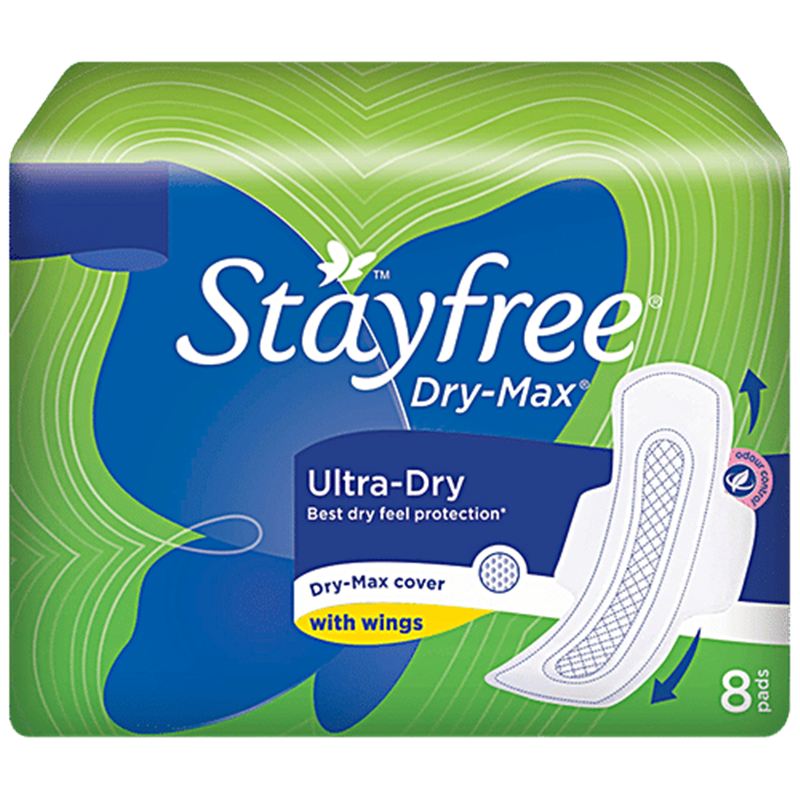 Stayfree®
™
Dry-Max®
Ultra-Dry
Best dry feel protection*
Dry-Max cover
with wings
odour control
8 pads